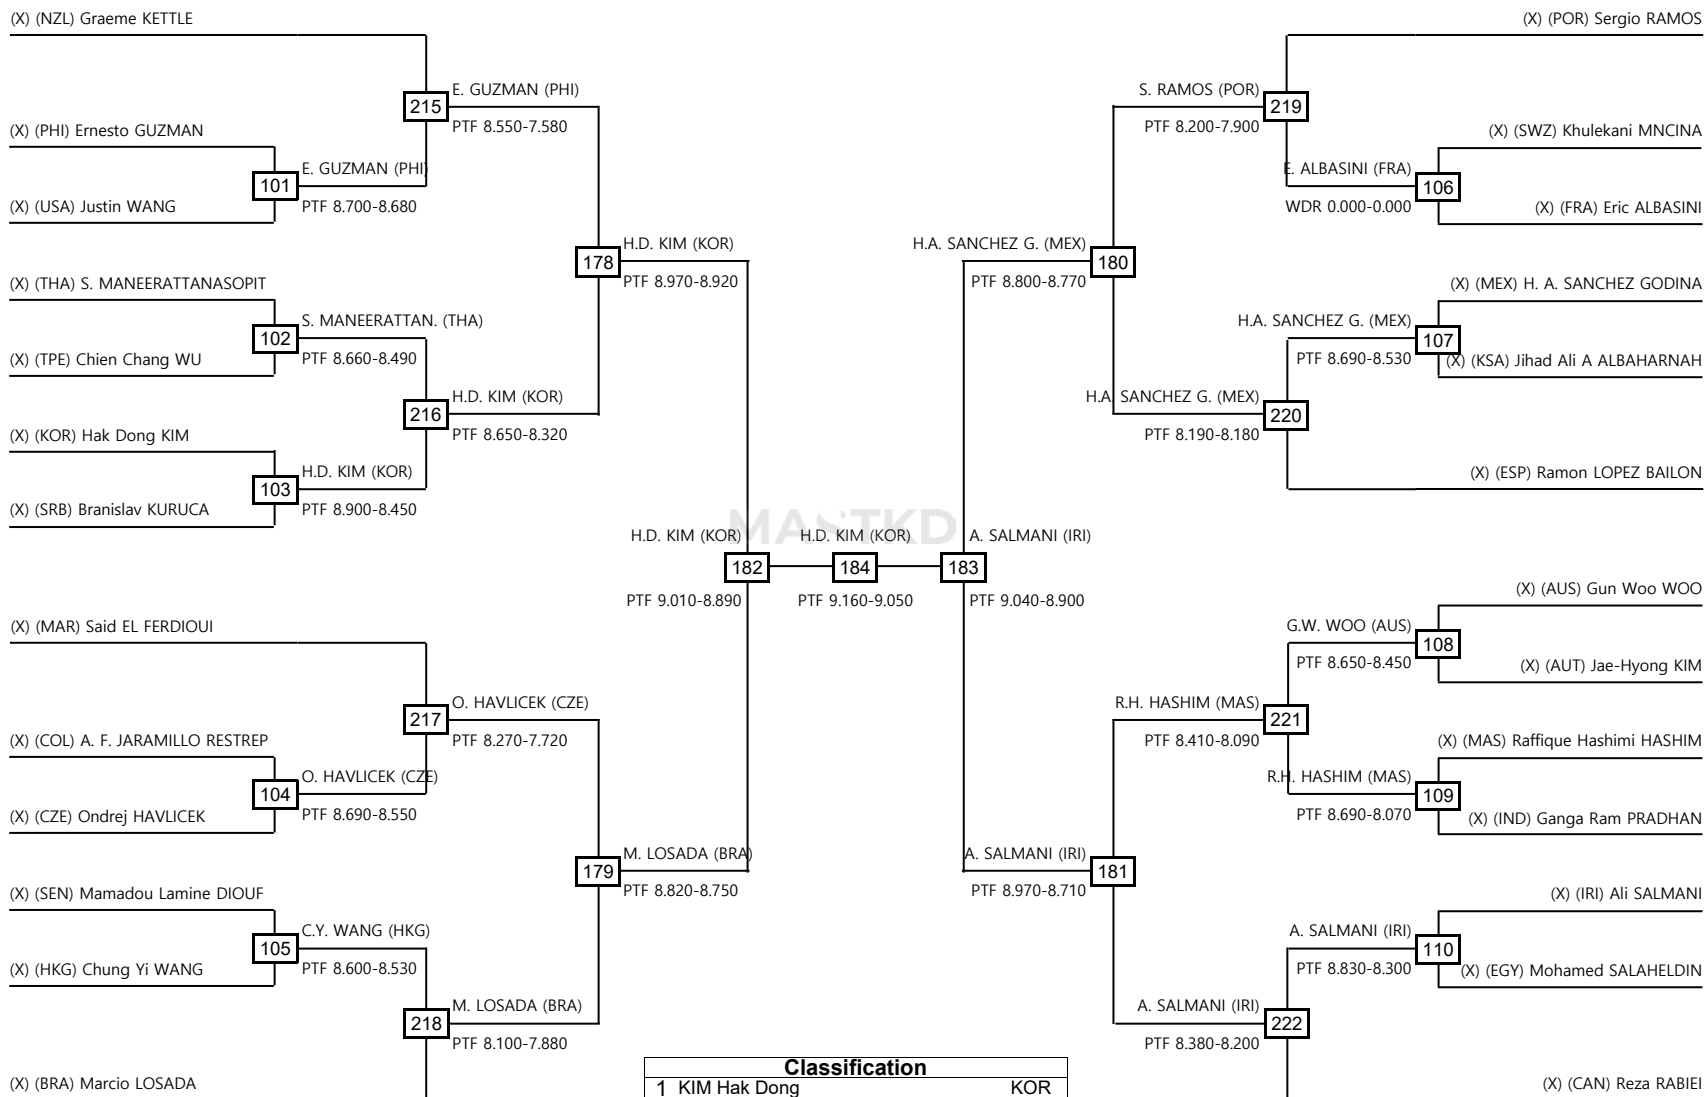 (X) (NZL) Graeme KETTLE
(X) (POR) Sergio RAMOS
215
E. GUZMAN (PHI)
PTF 8.550-7.580
S. RAMOS (POR)
219
PTF 8.200-7.900
(X) (PHI) Ernesto GUZMAN
(X) (SWZ) Khulekani MNCINA
101
E. GUZMAN (PHI)
PTF 8.700-8.680
E. ALBASINI (FRA)
106
WDR 0.000-0.000
(X) (USA) Justin WANG
(X) (FRA) Eric ALBASINI
178
H.D. KIM (KOR)
PTF 8.970-8.920
H.A. SANCHEZ G. (MEX)
180
PTF 8.800-8.770
(X) (THA) S. MANEERATTANASOPIT
(X) (MEX) H. A. SANCHEZ GODINA
102
S. MANEERATTAN. (THA)
PTF 8.660-8.490
H.A. SANCHEZ G. (MEX)
107
PTF 8.690-8.530
(X) (TPE) Chien Chang WU
(X) (KSA) Jihad Ali A ALBAHARNAH
216
H.D. KIM (KOR)
PTF 8.650-8.320
H.A. SANCHEZ G. (MEX)
220
PTF 8.190-8.180
(X) (KOR) Hak Dong KIM
103
H.D. KIM (KOR)
PTF 8.900-8.450
(X) (ESP) Ramon LOPEZ BAILON
(X) (SRB) Branislav KURUCA
MASTKD
H.D. KIM (KOR)
182
PTF 9.010-8.890
H.D. KIM (KOR)
184
PTF 9.160-9.050
A. SALMANI (IRI)
183
PTF 9.040-8.900
(X) (MAR) Said EL FERDIOUI
(X) (AUS) Gun Woo WOO
G.W. WOO (AUS)
108
PTF 8.650-8.450
(X) (AUT) Jae-Hyong KIM
217
O. HAVLICEK (CZE)
PTF 8.270-7.720
R.H. HASHIM (MAS)
221
PTF 8.410-8.090
(X) (COL) A. F. JARAMILLO RESTREP
(X) (MAS) Raffique Hashimi HASHIM
104
O. HAVLICEK (CZE)
PTF 8.690-8.550
R.H. HASHIM (MAS)
109
PTF 8.690-8.070
(X) (CZE) Ondrej HAVLICEK
(X) (IND) Ganga Ram PRADHAN
179
M. LOSADA (BRA)
PTF 8.820-8.750
A. SALMANI (IRI)
181
PTF 8.970-8.710
(X) (SEN) Mamadou Lamine DIOUF
(X) (IRI) Ali SALMANI
105
C.Y. WANG (HKG)
PTF 8.600-8.530
A. SALMANI (IRI)
110
PTF 8.830-8.300
(X) (HKG) Chung Yi WANG
(X) (EGY) Mohamed SALAHELDIN
218
M. LOSADA (BRA)
PTF 8.100-7.880
A. SALMANI (IRI)
222
PTF 8.380-8.200
(X) (BRA) Marcio LOSADA
(X) (CAN) Reza RABIEI
Classification
1 KIM Hak Dong KOR